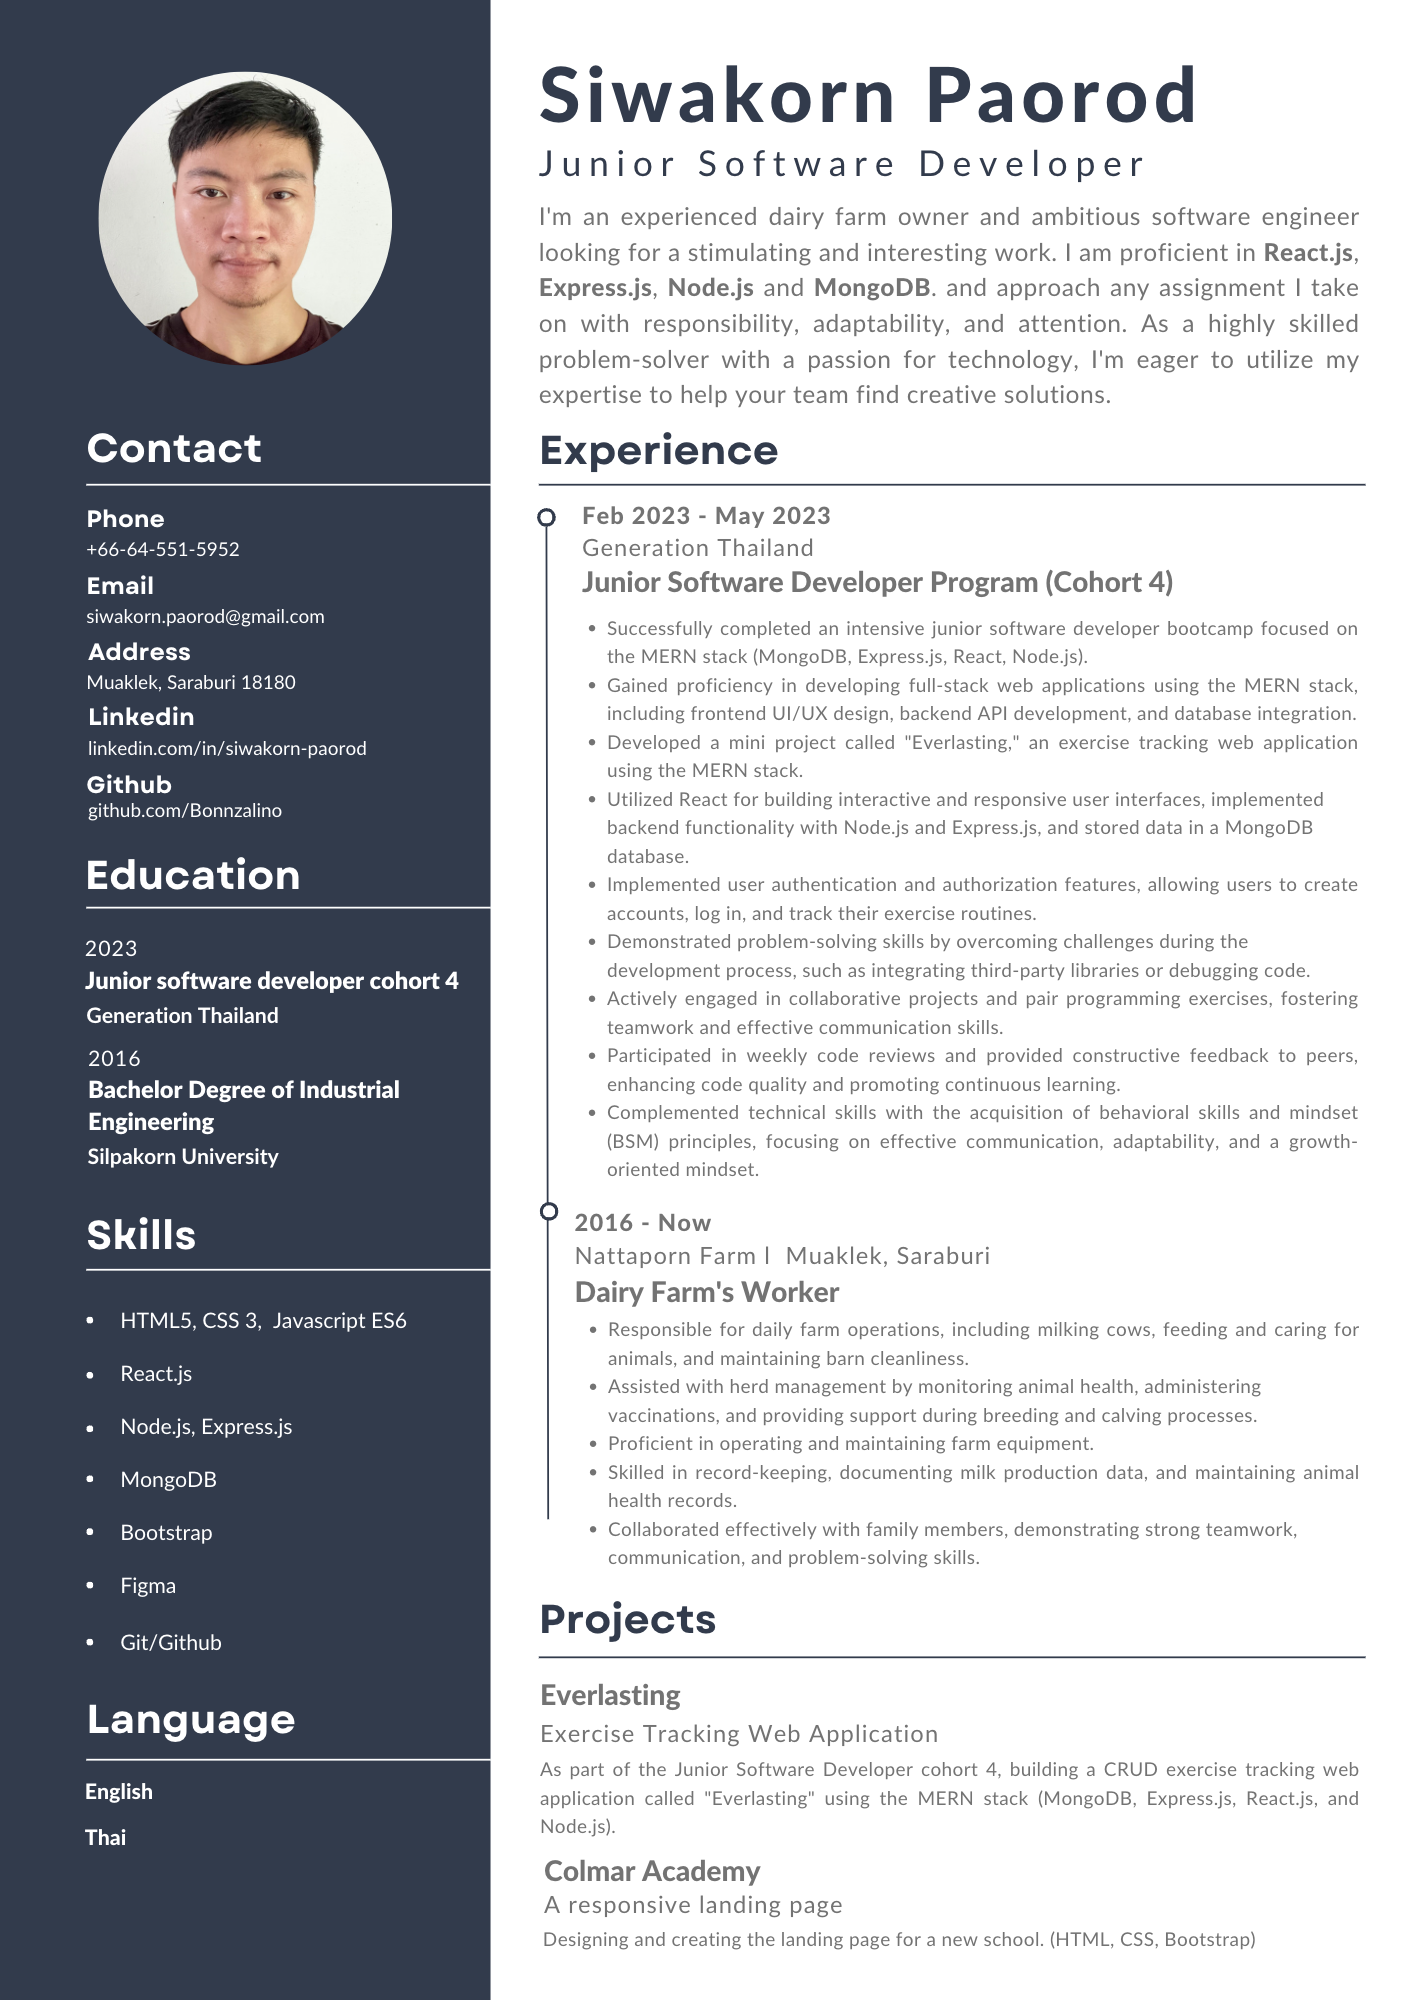 Siwakorn Paorod
Junior Software Developer
I'm an experienced dairy farm owner and ambitious software engineer
looking for a stimulating and interesting work. I am proficient in React.js,
Express.js, Node.js and MongoDB. and approach any assignment I take
on with responsibility, adaptability, and attention. As a highly skilled
problem-solver with a passion for technology, I'm eager to utilize my
expertise to help your team find creative solutions.
Contact
Phone
+66-64-551-5952
Email
siwakorn.paorod@gmail.com
Address
Muaklek, Saraburi 18180
Linkedin
linkedin.com/in/siwakorn-paorod
Github
github.com/Bonnzalino
Education
2023
Junior software developer cohort 4
Generation Thailand
2016
Bachelor Degree of Industrial
Engineering
Silpakorn University
Skills
• HTML5, CSS 3,  Javascript ES6
• React.js
• Node.js, Express.js
• MongoDB
• Bootstrap
• Figma
• Git/Github
Language
English
Thai
Experience
Feb 2023 - May 2023
Generation Thailand
Junior Software Developer Program (Cohort 4)
• Successfully completed an intensive junior software developer bootcamp focused on
the MERN stack (MongoDB, Express.js, React, Node.js).
• Gained proficiency in developing full-stack web applications using the MERN stack,
including frontend UI/UX design, backend API development, and database integration.
• Developed a mini project called "Everlasting," an exercise tracking web application
using the MERN stack.
• Utilized React for building interactive and responsive user interfaces, implemented
backend functionality with Node.js and Express.js, and stored data in a MongoDB
database.
• Implemented user authentication and authorization features, allowing users to create
accounts, log in, and track their exercise routines.
• Demonstrated problem-solving skills by overcoming challenges during the
development process, such as integrating third-party libraries or debugging code.
• Actively engaged in collaborative projects and pair programming exercises, fostering
teamwork and effective communication skills.
• Participated in weekly code reviews and provided constructive feedback to peers,
enhancing code quality and promoting continuous learning.
• Complemented technical skills with the acquisition of behavioral skills and mindset
(BSM) principles, focusing on effective communication, adaptability, and a growth-
oriented mindset.
2016 - Now
Nattaporn Farm l  Muaklek, Saraburi
Dairy Farm's Worker
• Responsible for daily farm operations, including milking cows, feeding and caring for
animals, and maintaining barn cleanliness.
• Assisted with herd management by monitoring animal health, administering
vaccinations, and providing support during breeding and calving processes.
• Proficient in operating and maintaining farm equipment.
• Skilled in record-keeping, documenting milk production data, and maintaining animal
health records.
• Collaborated effectively with family members, demonstrating strong teamwork,
communication, and problem-solving skills.
Projects
Everlasting
Exercise Tracking Web Application
As part of the Junior Software Developer cohort 4, building a CRUD exercise tracking web
application called "Everlasting" using the MERN stack (MongoDB, Express.js, React.js, and
Node.js).
Colmar Academy
A responsive landing page
Designing and creating the landing page for a new school. (HTML, CSS, Bootstrap)